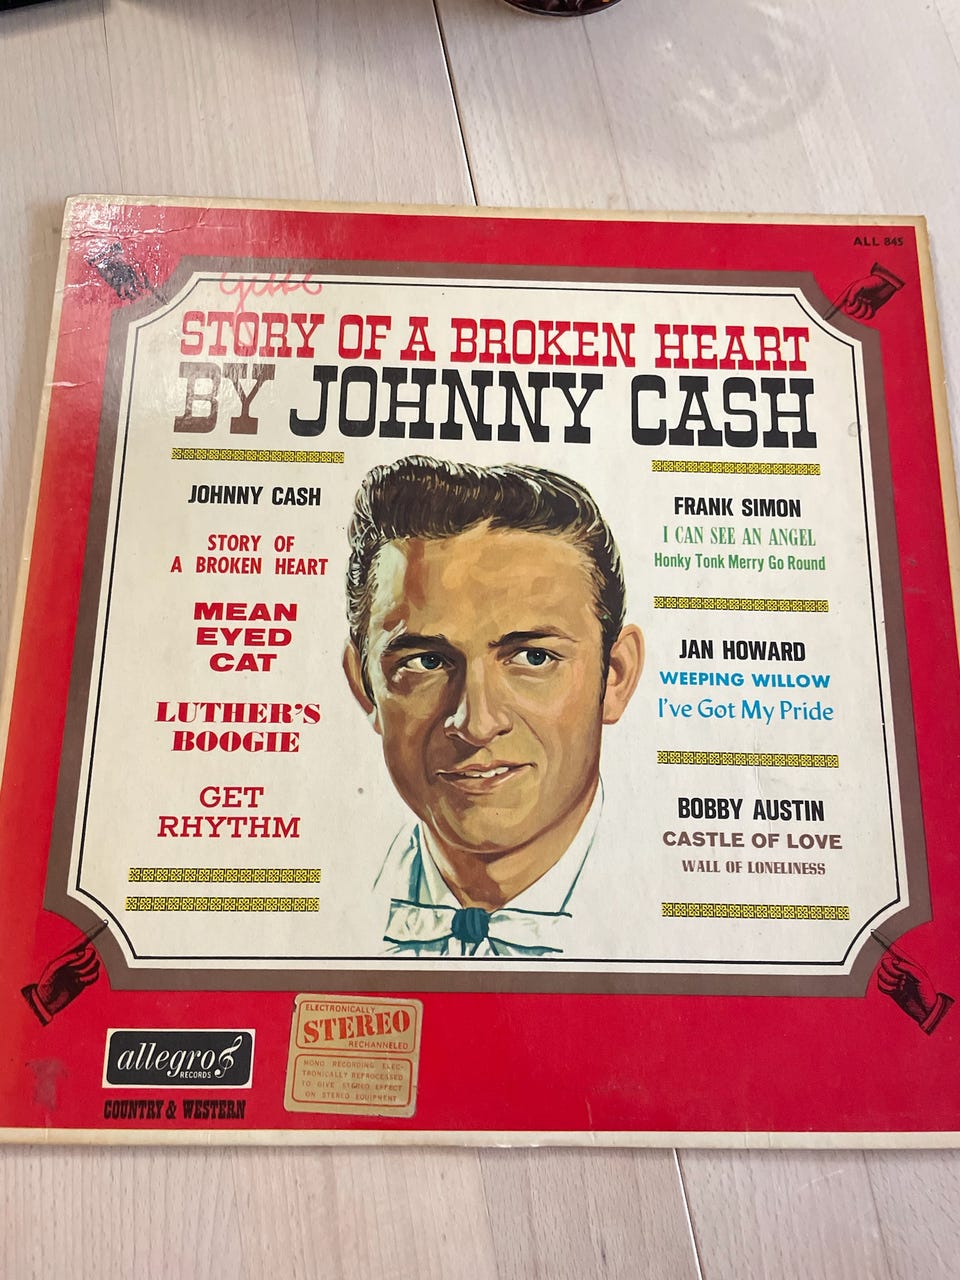 ALL 845
STORY OF A BROKEN HEART
BY JOHNNY CASH
JOHNNY CASH
STORY OF
A BROKEN HEART
MEAN
EYED
CAT
LUTHER'S
BOOGIE
GET
RHYTHM
FRANK SIMON
I CAN SEE AN ANGEL
Honky Tonk Merry Go Round
JAN HOWARD
WEEPING WILLOW
I've Got My Pride
BOBBY AUSTIN
CASTLE OF LOVE
WALL OF LONELINESS
allegro
RECORDS
COUNTRY & WESTERN
ELECTRONICALLY
STEREO
RECHANNELED
MONO RECORDING ELEC-
TRONICALLY REPROCESSED
TO GIVE STEREO EFFECT
ON STEREO EQUIPMENT